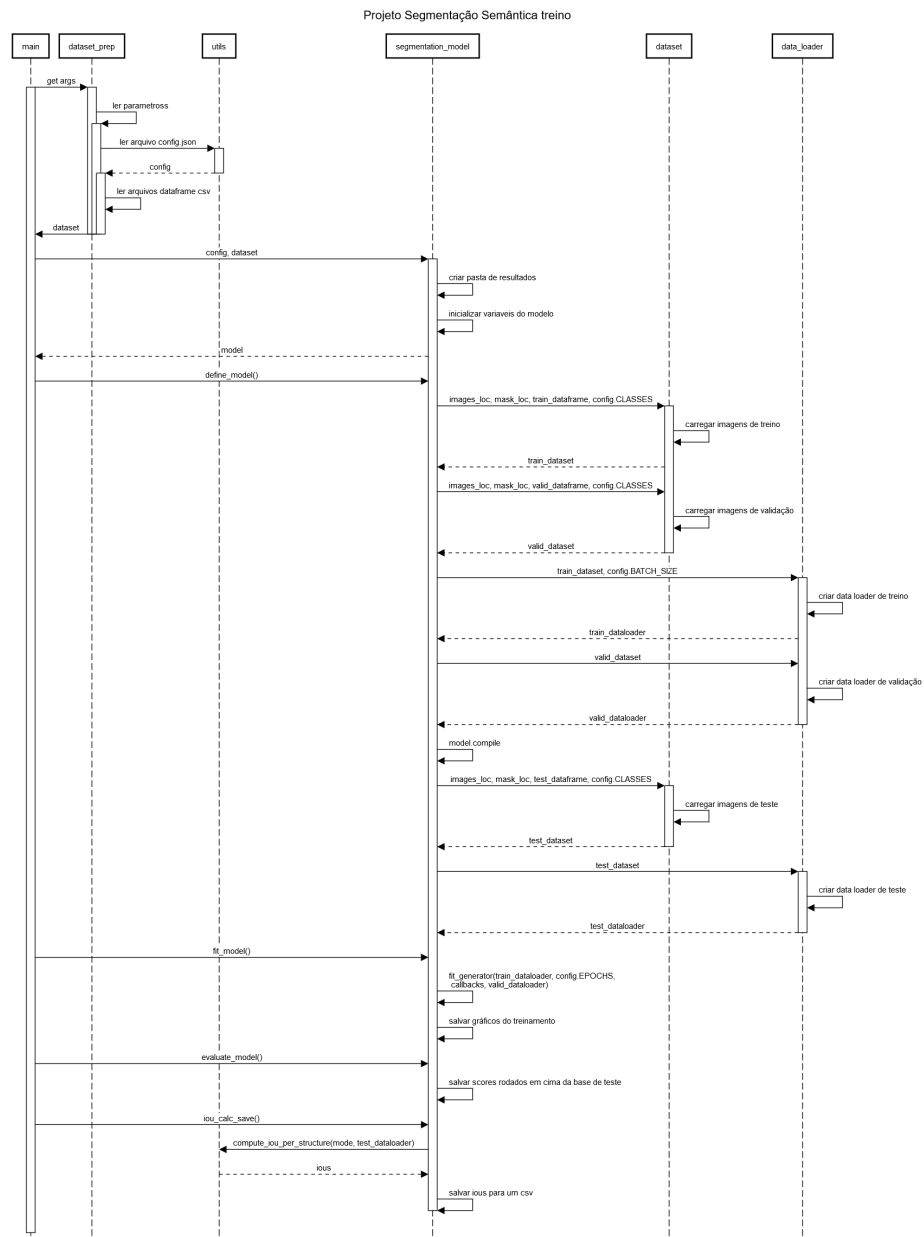 Projeto Segmentação Semântica treino
main
dataset_prep
utils
segmentation_model
dataset
data_loader
get args
ler parametross
ler arquivo config.json
config
ler arquivos dataframe csv
dataset
config, dataset
criar pasta de resultados
inicializar variaveis do modelo
model
define_model()
images_loc, mask_loc, train_dataframe, config.CLASSES
carregar imagens de treino
train_dataset
images_loc, mask_loc, valid_dataframe, config.CLASSES
carregar imagens de validação
valid_dataset
train_dataset, config.BATCH_SIZE
criar data loader de treino
train_dataloader
valid_dataset
criar data loader de validação
valid_dataloader
model.compile
images_loc, mask_loc, test_dataframe, config.CLASSES
carregar imagens de teste
test_dataset
test_dataset
criar data loader de teste
test_dataloader
fit_model()
fit_generator(train_dataloader, config.EPOCHS,
callbacks, valid_dataloader)
salvar gráficos do treinamento
evaluate_model()
salvar scores rodados em cima da base de teste
iou_calc_save()
compute_iou_per_structure(mode, test_dataloader)
ious
salvar ious para um csv